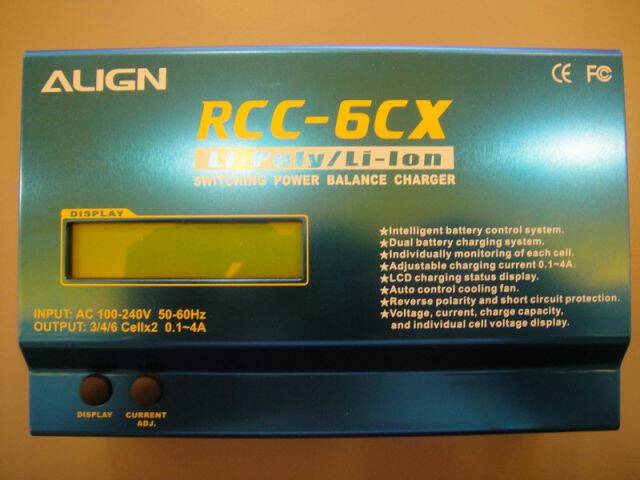 ALIGN
CE FC
RCC-6CX
Li-Poly/Li-Ion
SWITCHING POWER BALANCE CHARGER
DISPLAY
★Intelligent battery control system.
★Dual battery charging system.
★Individually monitoring of each cell.
★Adjustable charging current 0.1~4A.
★LCD charging status display.
★Auto control cooling fan.
★Reverse polarity and short circuit protection.
★Voltage, current, charge capacity,
and individual cell voltage display.
INPUT: AC 100-240V 50-60Hz
OUTPUT: 3/4/6 Cellx2 0.1~4A
DISPLAY
CURRENT
ADJ.